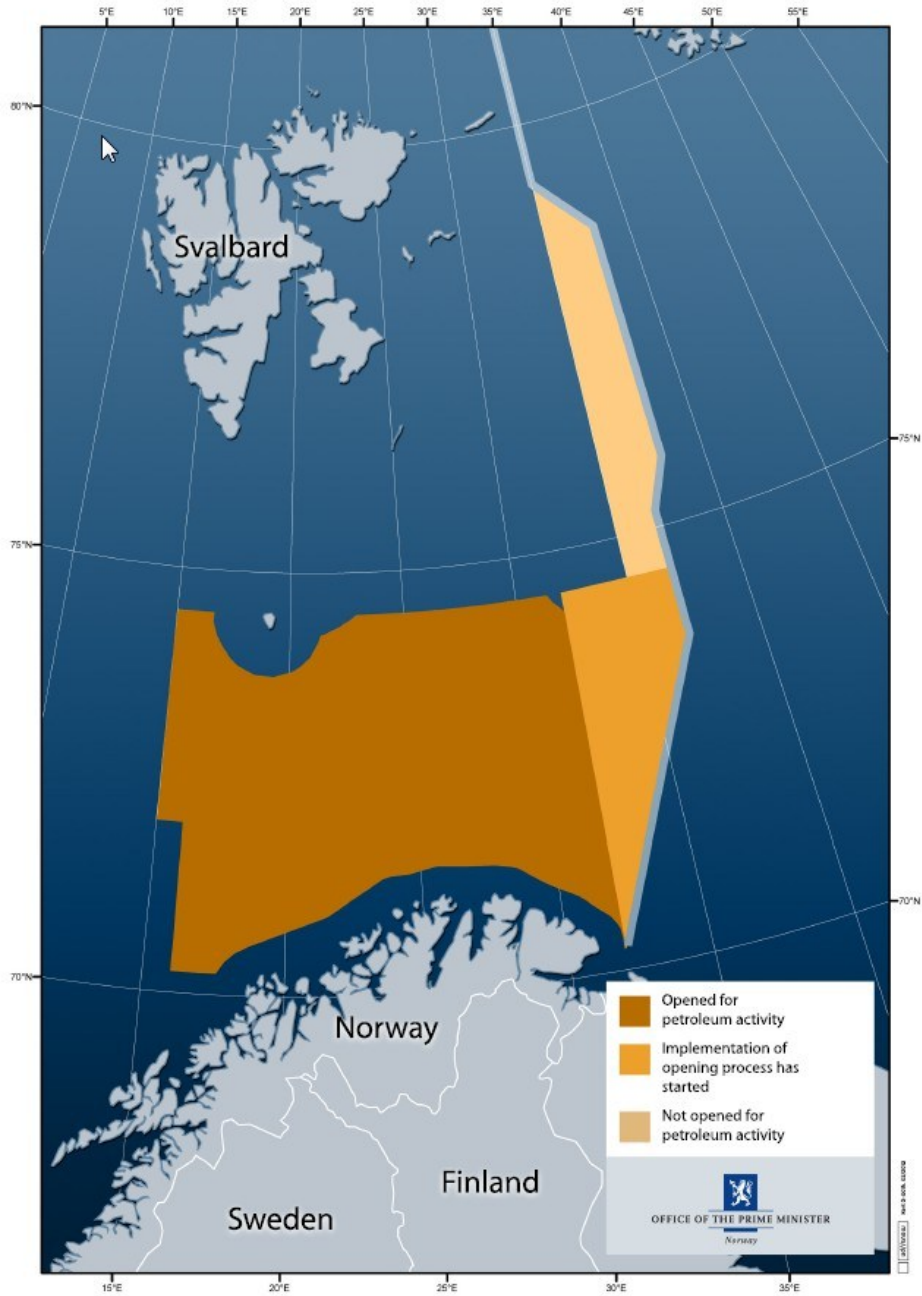 5°E 10°E 15°E 20°E 25°E 30°E 35°E 40°E 45°E 50°E 55°E
80°N
Svalbard
75°N
75°N
70°N
70°N
Opened for
petroleum activity
Implementation of
opening process has
started
Not opened for
petroleum activity
Norway
Finland
Sweden
OFFICE OF THE PRIME MINISTER
Norway
15°E 20°E 25°E 30°E 35°E